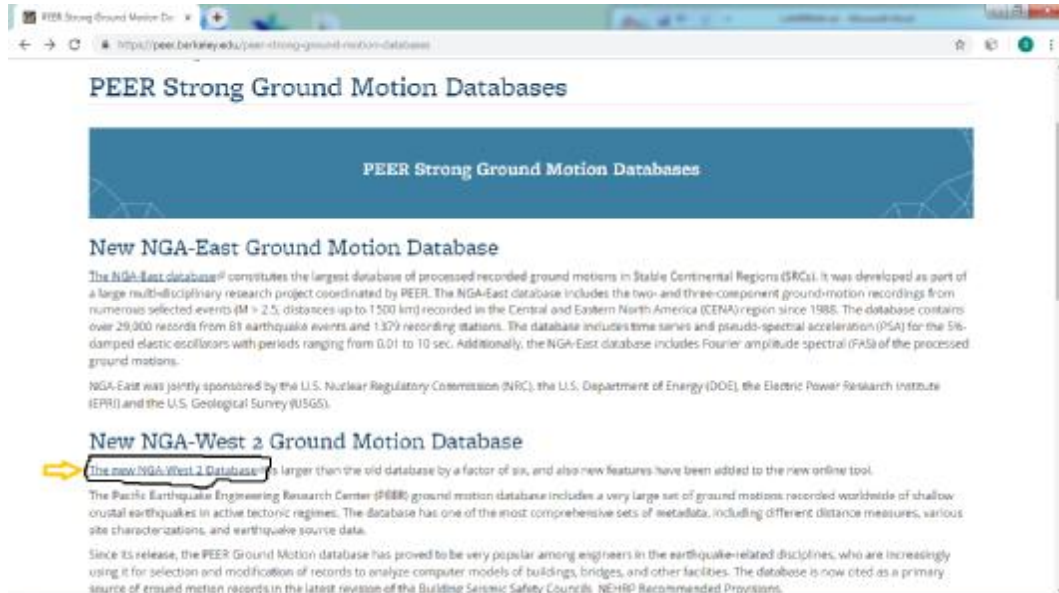 PEER Strong Ground Motion Da
https://peer.berkeley.edu/peer-strong-ground-motion-databases
PEER Strong Ground Motion Databases
PEER Strong Ground Motion Databases
New NGA-East Ground Motion Database
The NGA-East database constitutes the largest database of processed recorded ground motions in Stable Continental Regions (SRCs). It was developed as part of
a large multi-disciplinary research project coordinated by PEER. The NGA-East database includes the two- and three-component ground-motion recordings from
numerous selected events (M > 2.5, distances up to 1500 km) recorded in the Central and Eastern North America (CENA) region since 1988. The database contains
over 29,000 records from 81 earthquake events and 1379 recording stations. The database includes time series and pseudo-spectral acceleration (PSA) for the 5%-
damped elastic oscillators with periods ranging from 0.01 to 10 sec. Additionally, the NGA-East database includes Fourier amplitude spectral (FAS) of the processed
ground motions.
NGA-East was jointly sponsored by the U.S. Nuclear Regulatory Commission (NRC), the U.S. Department of Energy (DOE), the Electric Power Research Institute
(EPRI) and the U.S. Geological Survey (USGS).
New NGA-West 2 Ground Motion Database
The new NGA-West 2 Database is larger than the old database by a factor of six, and also new features have been added to the new online tool.
The Pacific Earthquake Engineering Research Center (PEER) ground motion database includes a very large set of ground motions recorded worldwide of shallow
crustal earthquakes in active tectonic regimes. The database has one of the most comprehensive sets of metadata, including different distance measures, various
site characterizations, and earthquake source data.
Since its release, the PEER Ground Motion database has proved to be very popular among engineers in the earthquake-related disciplines, who are increasingly
using it for selection and modification of records to analyze computer models of buildings, bridges, and other facilities. The database is now cited as a primary
source of ground motion records in the latest revision of the Building Seismic Safety Councils, NEHRP Recommended Provisions.